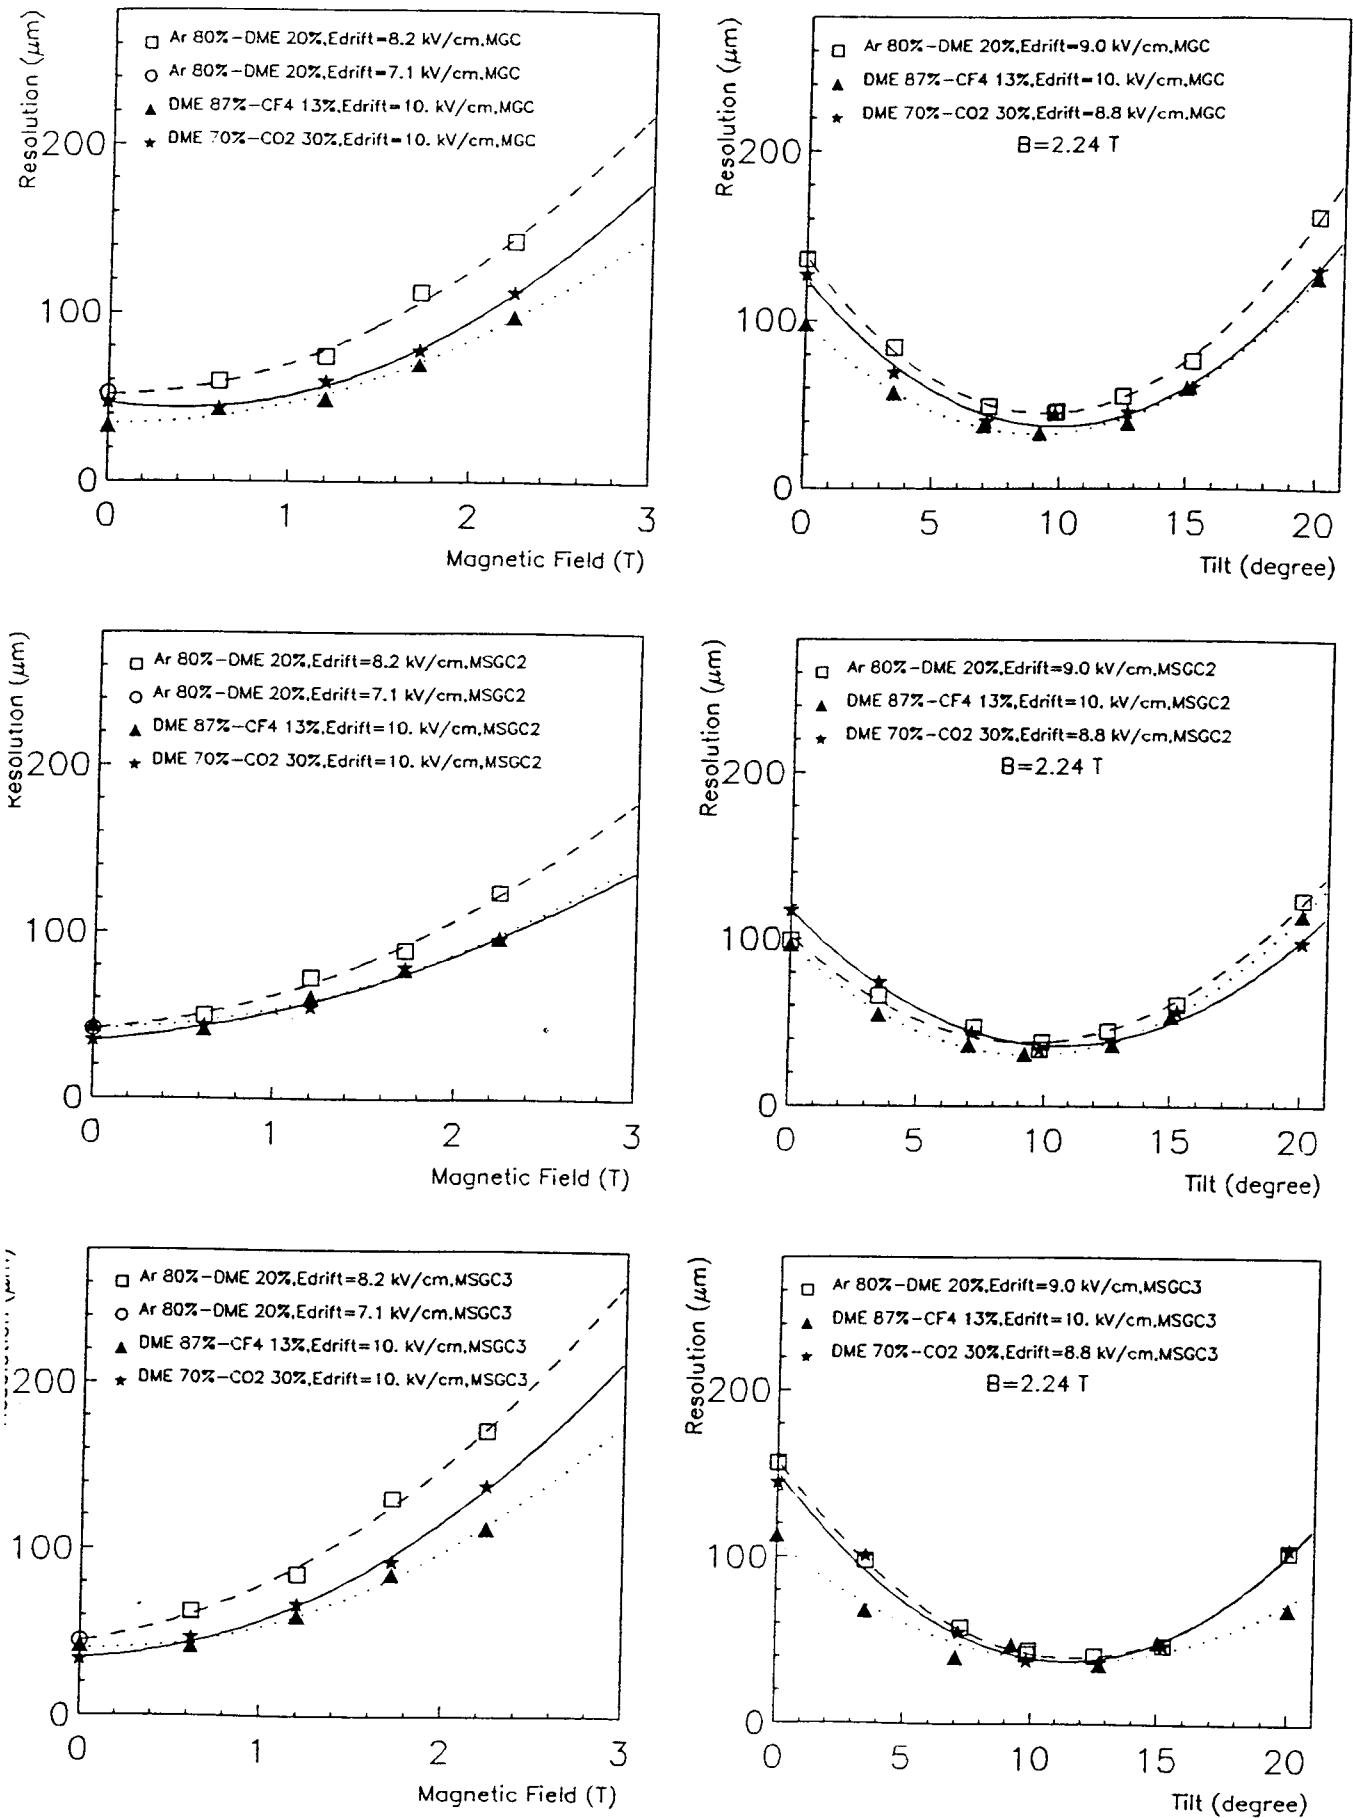 Resolution (μm)
Ar 80%-DME 20%,Edrift=8.2 kV/cm,MGC
Ar 80%-DME 20%,Edrift=7.1 kV/cm,MGC
DME 87%-CF4 13%,Edrift=10. kV/cm,MGC
DME 70%-CO2 30%,Edrift=10. kV/cm,MGC
200
100
0
0 1 2 3
Magnetic Field (T)
Resolution (μm)
Ar 80%-DME 20%,Edrift=9.0 kV/cm,MGC
DME 87%-CF4 13%,Edrift=10. kV/cm,MGC
DME 70%-CO2 30%,Edrift=8.8 kV/cm,MGC
B=2.24 T
200
100
0
0 5 10 15 20
Tilt (degree)
Resolution (μm)
Ar 80%-DME 20%,Edrift=8.2 kV/cm,MSGC2
Ar 80%-DME 20%,Edrift=7.1 kV/cm,MSGC2
DME 87%-CF4 13%,Edrift=10. kV/cm,MSGC2
DME 70%-CO2 30%,Edrift=10. kV/cm,MSGC2
200
100
0
0 1 2 3
Magnetic Field (T)
Resolution (μm)
Ar 80%-DME 20%,Edrift=9.0 kV/cm,MSGC2
DME 87%-CF4 13%,Edrift=10. kV/cm,MSGC2
DME 70%-CO2 30%,Edrift=8.8 kV/cm,MSGC2
B=2.24 T
200
100
0
0 5 10 15 20
Tilt (degree)
Ar 80%-DME 20%,Edrift=8.2 kV/cm,MSGC3
Ar 80%-DME 20%,Edrift=7.1 kV/cm,MSGC3
DME 87%-CF4 13%,Edrift=10. kV/cm,MSGC3
DME 70%-CO2 30%,Edrift=10. kV/cm,MSGC3
200
100
0
0 1 2 3
Magnetic Field (T)
Resolution (μm)
Ar 80%-DME 20%,Edrift=9.0 kV/cm,MSGC3
DME 87%-CF4 13%,Edrift=10. kV/cm,MSGC3
DME 70%-CO2 30%,Edrift=8.8 kV/cm,MSGC3
B=2.24 T
200
100
0
0 5 10 15 20
Tilt (degree)